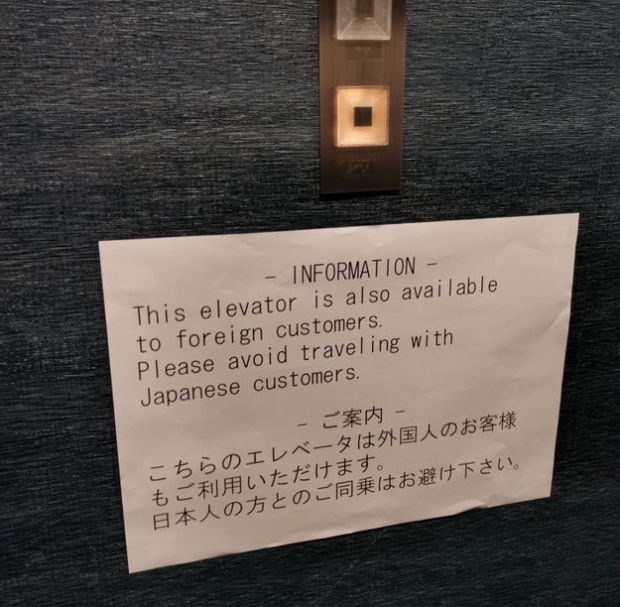 - INFORMATION -
This elevator is also available
to foreign customers.
Please avoid traveling with
Japanese customers.
- ご案内 -
こちらのエレベータは外国人のお客様
もご利用いただけます。
日本人の方とのご同乗はお避け下さい。